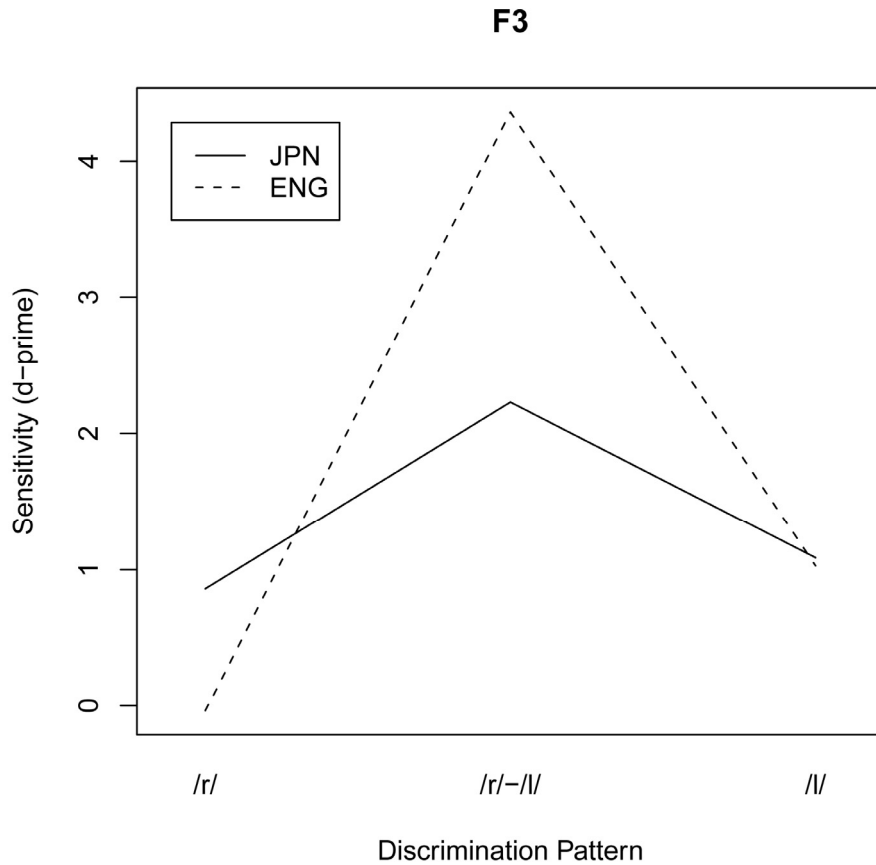 F3
JPN
ENG
Sensitivity (d−prime)
4
3
2
1
0
/r/
/r/−/l/
/l/
Discrimination Pattern